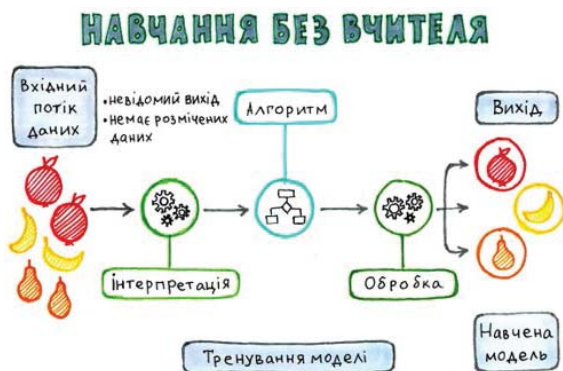 НАВЧАННЯ БЕЗ ВЧИТЕЛЯ
Вхідний
потік
даних
• невідомий вихід
• немає розмічених
даних
Алгоритм
Вихід
Інтерпретація
Обробка
Тренування моделі
Навчена
модель